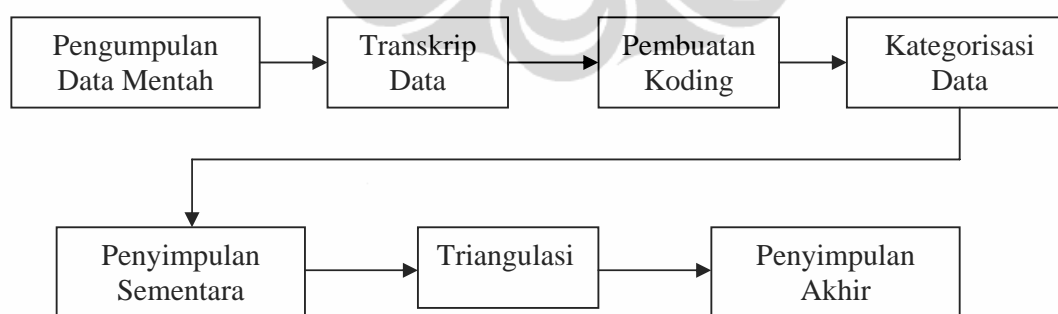 Pengumpulan
Data Mentah
Transkrip
Data
Pembuatan
Koding
Kategorisasi
Data
Penyimpulan
Sementara
Triangulasi
Penyimpulan
Akhir